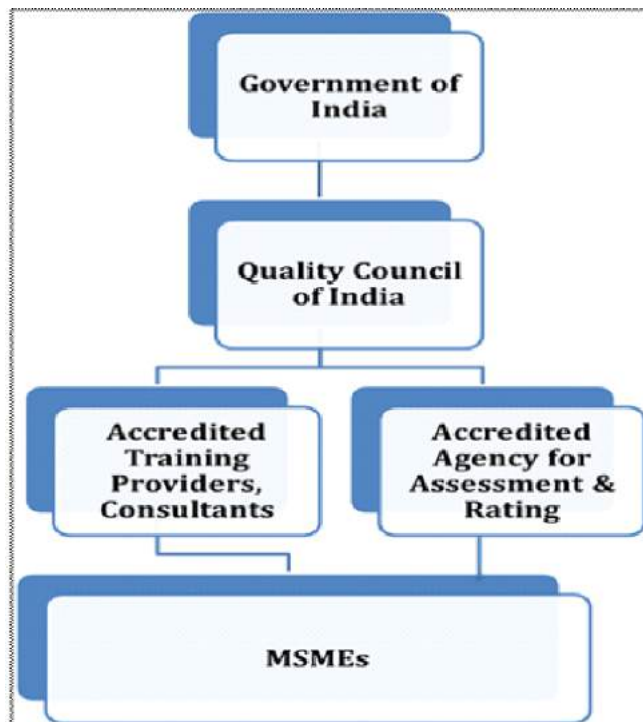 Government of
India
Quality Council
of India
Accredited
Training
Providers,
Consultants
Accredited
Agency for
Assessment &
Rating
MSMEs